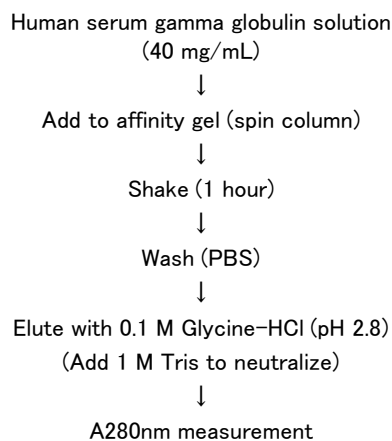 Human serum gamma globulin solution
(40 mg/mL)
↓
Add to affinity gel (spin column)
↓
Shake (1 hour)
↓
Wash (PBS)
↓
Elute with 0.1 M Glycine-HCl (pH 2.8)
(Add 1 M Tris to neutralize)
↓
A280nm measurement